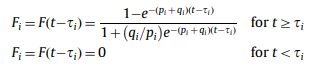 F_i = F(t−τ_i) = \frac{1−e^{−(p_i+q_i)(t−τ_i)}}{1+(q_i/p_i)e^{−(p_i+q_i)(t−τ_i)}} for t ≥ τ_i
F_i = F(t−τ_i) = 0 for t < τ_i